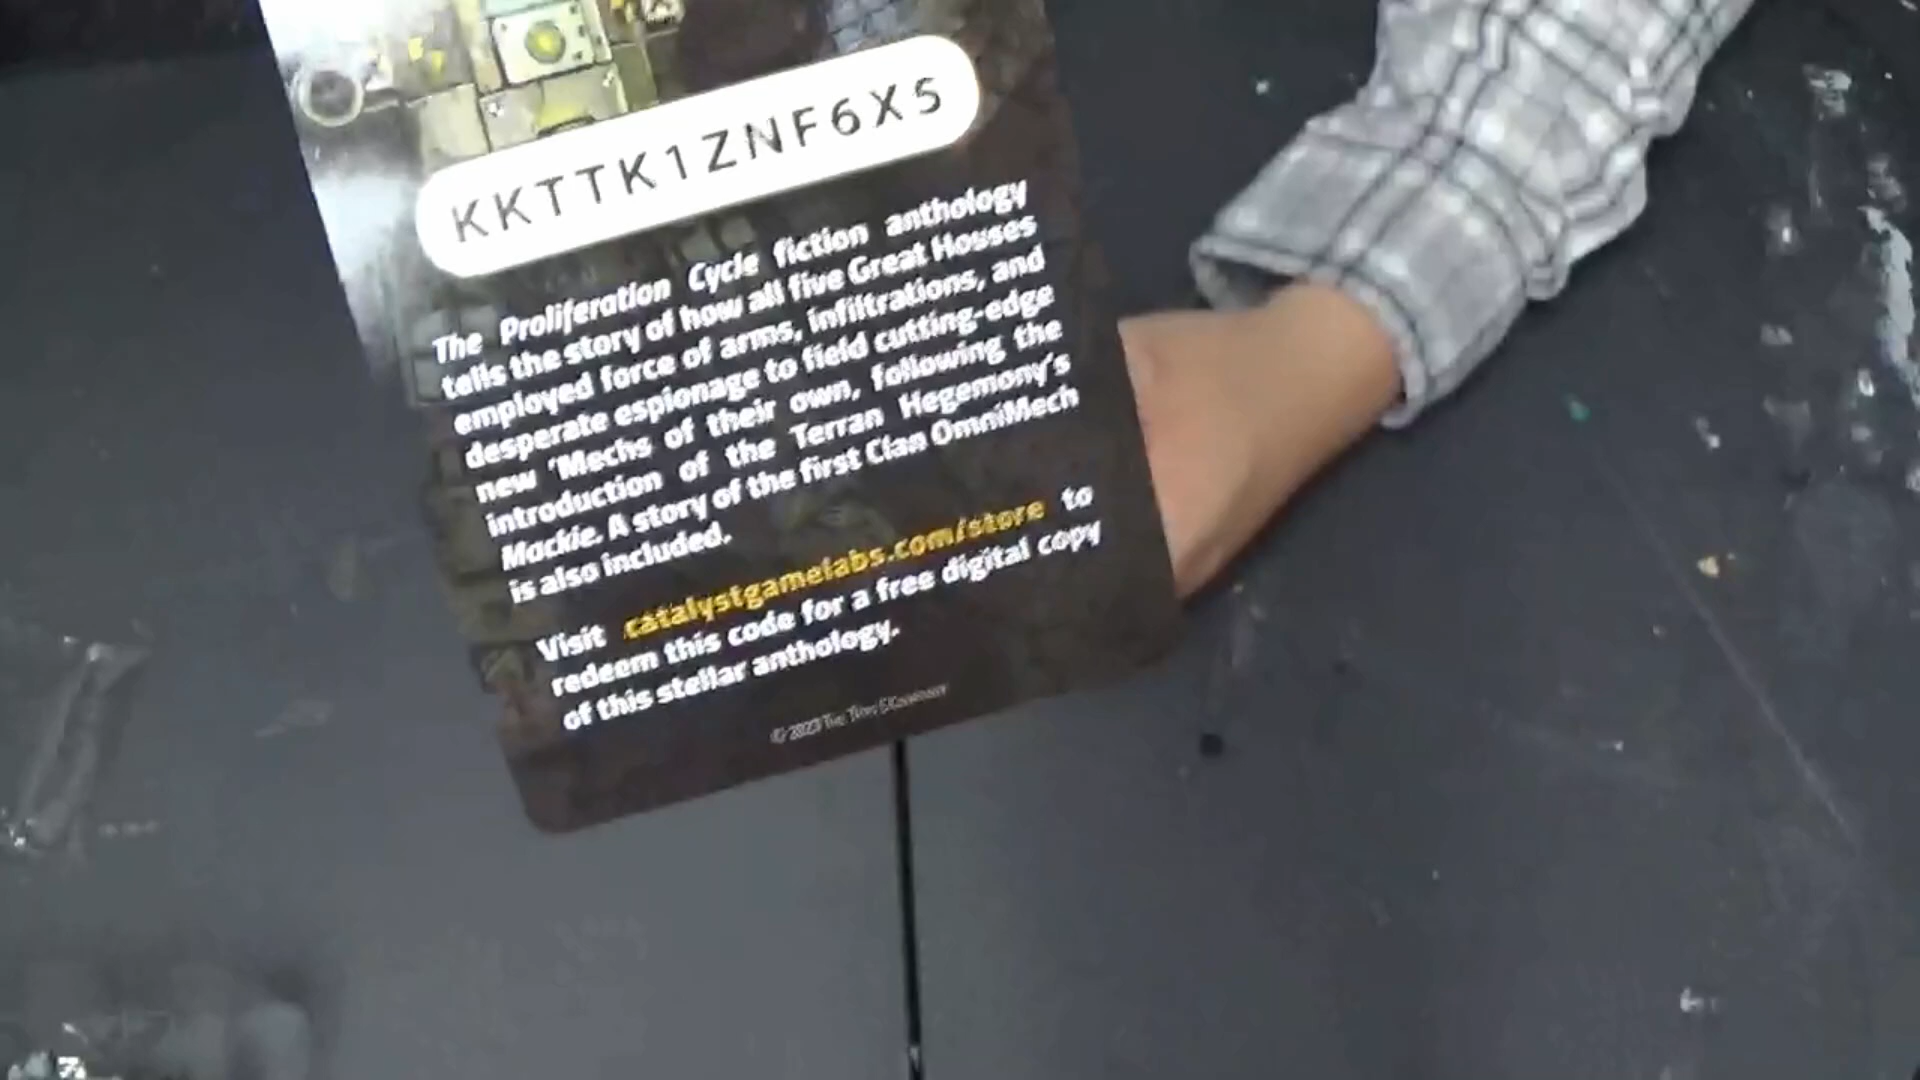 KKTTK1ZNF6X5
The Proliferation Cycle fiction anthology
tells the story of how all five Great Houses
employed force of arms, infiltrations, and
desperate espionage to field cutting-edge
new 'Mechs of their own, following the
introduction of the Terran Hegemony's
Mackie. A story of the first Clan OmniMech
is also included.
Visit catalystgamelabs.com/store to
redeem this code for a free digital copy
of this stellar anthology.
© 2023 The